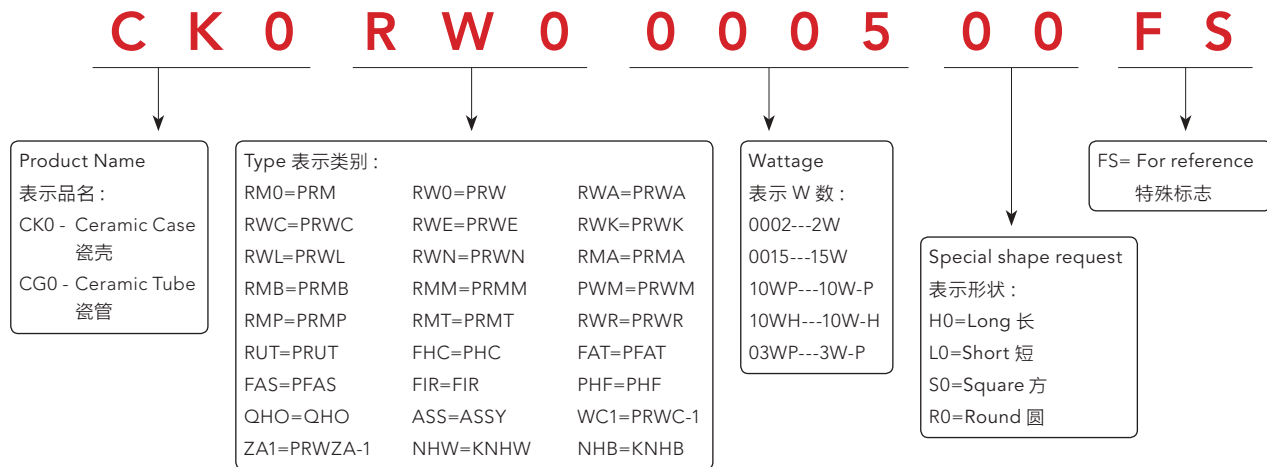 C K 0 R W 0 0 0 0 5 0 0 F S
Product Name
表示品名 :
CK0 - Ceramic Case
瓷壳
CG0 - Ceramic Tube
瓷管
Type 表示类别 :
RM0=PRM RW0=PRW RWA=PRWA
RWC=PRWC RWE=PRWE RWK=PRWK
RWL=PRWL RWN=PRWN RMA=PRMA
RMB=PRMB RMM=PRMM PWM=PRWM
RMP=PRMP RMT=PRMT RWR=PRWR
RUT=PRUT FHC=PHC FAT=PFAT
FAS=PFAS FIR=FIR PHF=PHF
QHO=QHO ASS=ASSY WC1=PRWC-1
ZA1=PRWZA-1 NHW=KNHW NHB=KNHB
Wattage
表示 W 数 :
0002---2W
0015---15W
10WP---10W-P
10WH---10W-H
03WP---3W-P
Special shape request
表示形状 :
H0=Long 长
L0=Short 短
S0=Square 方
R0=Round 圆
FS= For reference
特殊标志